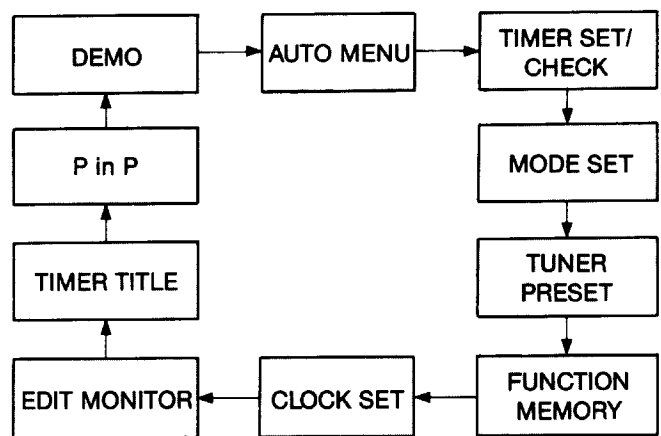 DEMO
AUTO MENU
TIMER SET/
CHECK
P in P
MODE SET
TIMER TITLE
TUNER
PRESET
EDIT MONITOR
CLOCK SET
FUNCTION
MEMORY